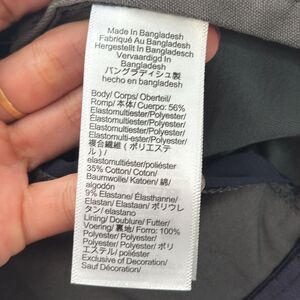 Made In Bangladesh
Fabriqué Au Bangladesh
Hergestellt In Bangladesch
Vervaardigd In
Bangladesh
バングラディシュ製
hecho en bangladesh
Body/ Corps/ Oberteil/
Romp/ 本体/ Cuerpo: 56%
Elastomultiester/Polyester/
Élastomultiester/Polyester/
Elastomultiester/Polyester/
Elastomultiester/Polyester/
複合繊維 (ポリエステ
ル) /
elastomultiéster/poliéster
35% Cotton/ Coton/
Baumwolle/ Katoen/ 綿/
algodón
9% Elastane/ Élasthanne/
Elastan/ Elastaan/ ポリウレ
タン/ elastano
Lining/ Doublure/ Futter/
Voering/ 裏地/ Forro: 100%
Polyester/ Polyester/
Polyester/ Polyester/ ポリ
エステル/ poliéster
Exclusive of Decoration/
Sauf Décoration/